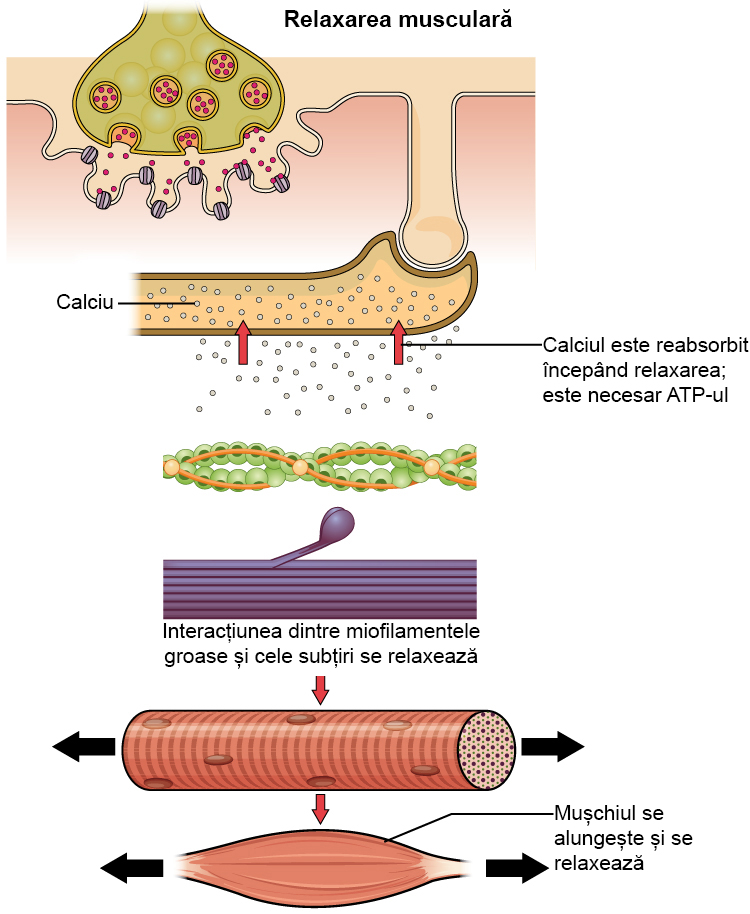 Relaxarea musculară
Calciu
Calciul este reabsorbit
începând relaxarea;
este necesar ATP-ul
Interacțiunea dintre miofilamentele
groase și cele subțiri se relaxează
Mușchiul se
alungește și se
relaxează